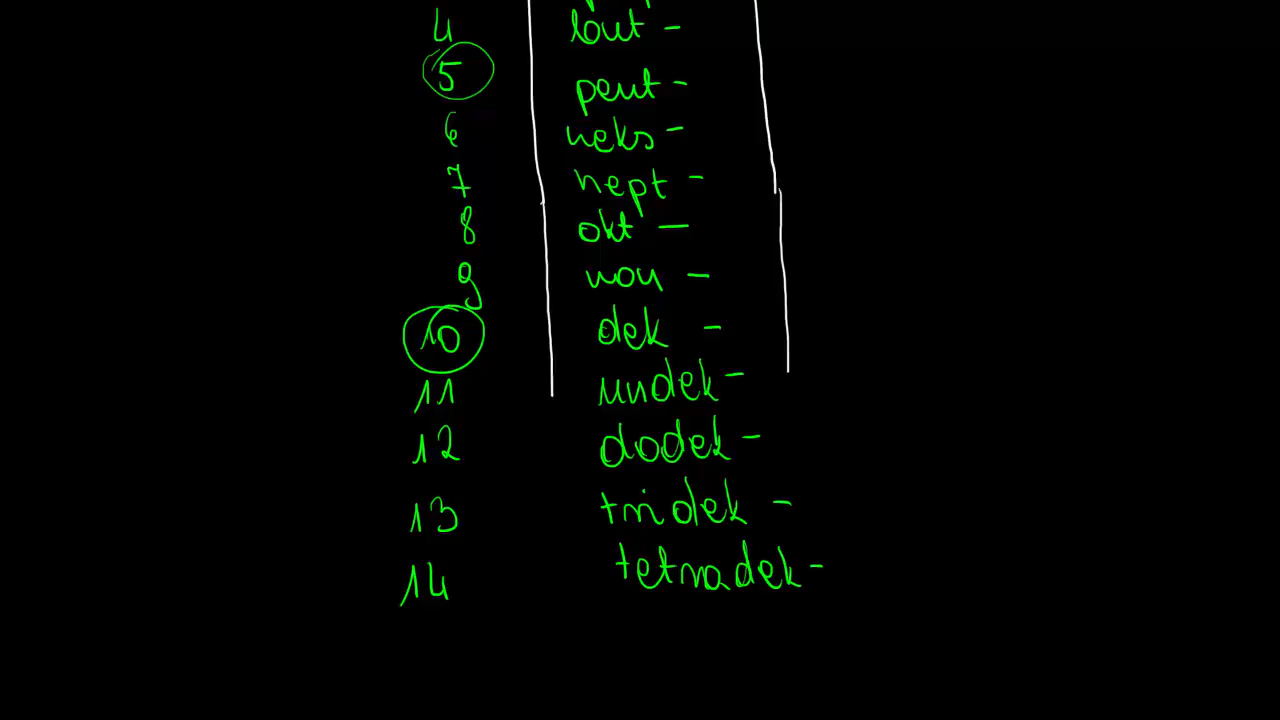 4 but-
5 pent-
6 heks-
7 hept-
8 okt-
9 non-
10 dek-
11 undek-
12 dodek-
13 tridek-
14 tetradek-